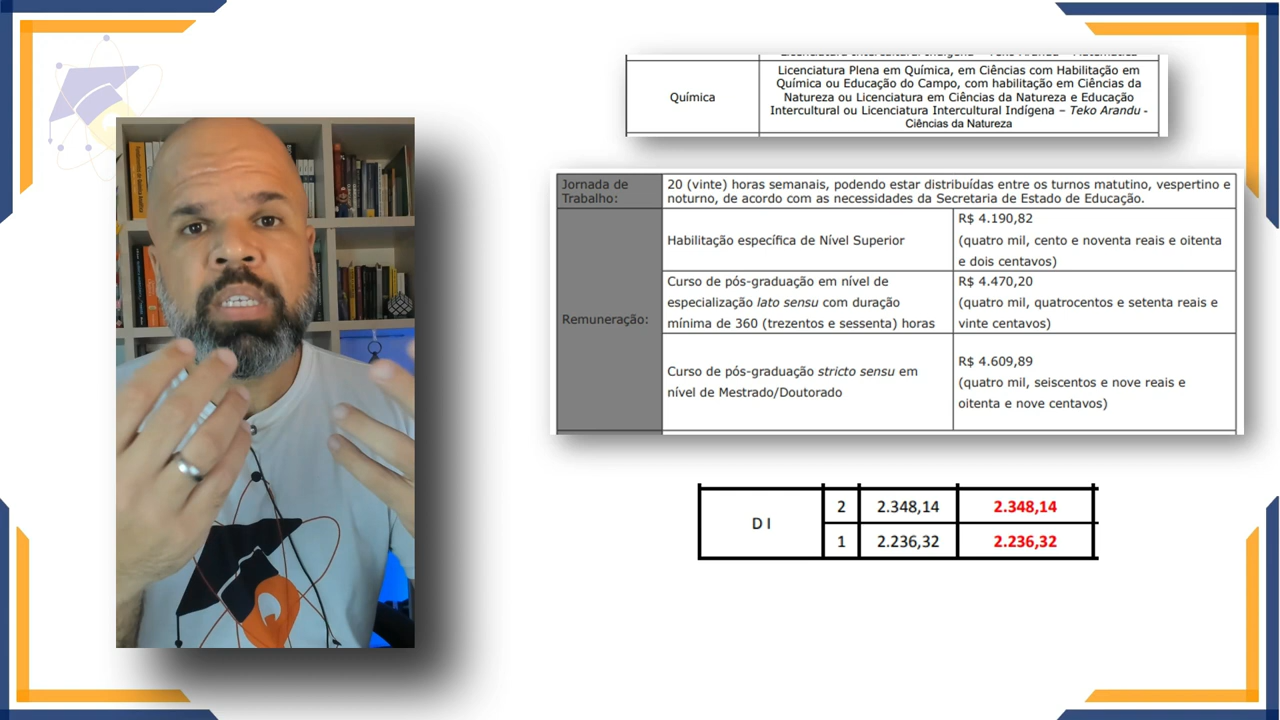 Licenciatura Intercultural Indígena – Teko Arandu – Matemática
Química
Licenciatura Plena em Química, em Ciências com Habilitação em
Química ou Educação do Campo, com habilitação em Ciências da
Natureza ou Licenciatura em Ciências da Natureza e Educação
Intercultural ou Licenciatura Intercultural Indígena – Teko Arandu -
Ciências da Natureza
Jornada de
Trabalho:
20 (vinte) horas semanais, podendo estar distribuídas entre os turnos matutino, vespertino e
noturno, de acordo com as necessidades da Secretaria de Estado de Educação.
Remuneração:
Habilitação específica de Nível Superior
R$ 4.190,82
(quatro mil, cento e noventa reais e oitenta
e dois centavos)
Curso de pós-graduação em nível de
especialização lato sensu com duração
mínima de 360 (trezentos e sessenta) horas
R$ 4.470,20
(quatro mil, quatrocentos e setenta reais e
vinte centavos)
Curso de pós-graduação stricto sensu em
nível de Mestrado/Doutorado
R$ 4.609,89
(quatro mil, seiscentos e nove reais e
oitenta e nove centavos)
D I
2 2.348,14 2.348,14
1 2.236,32 2.236,32